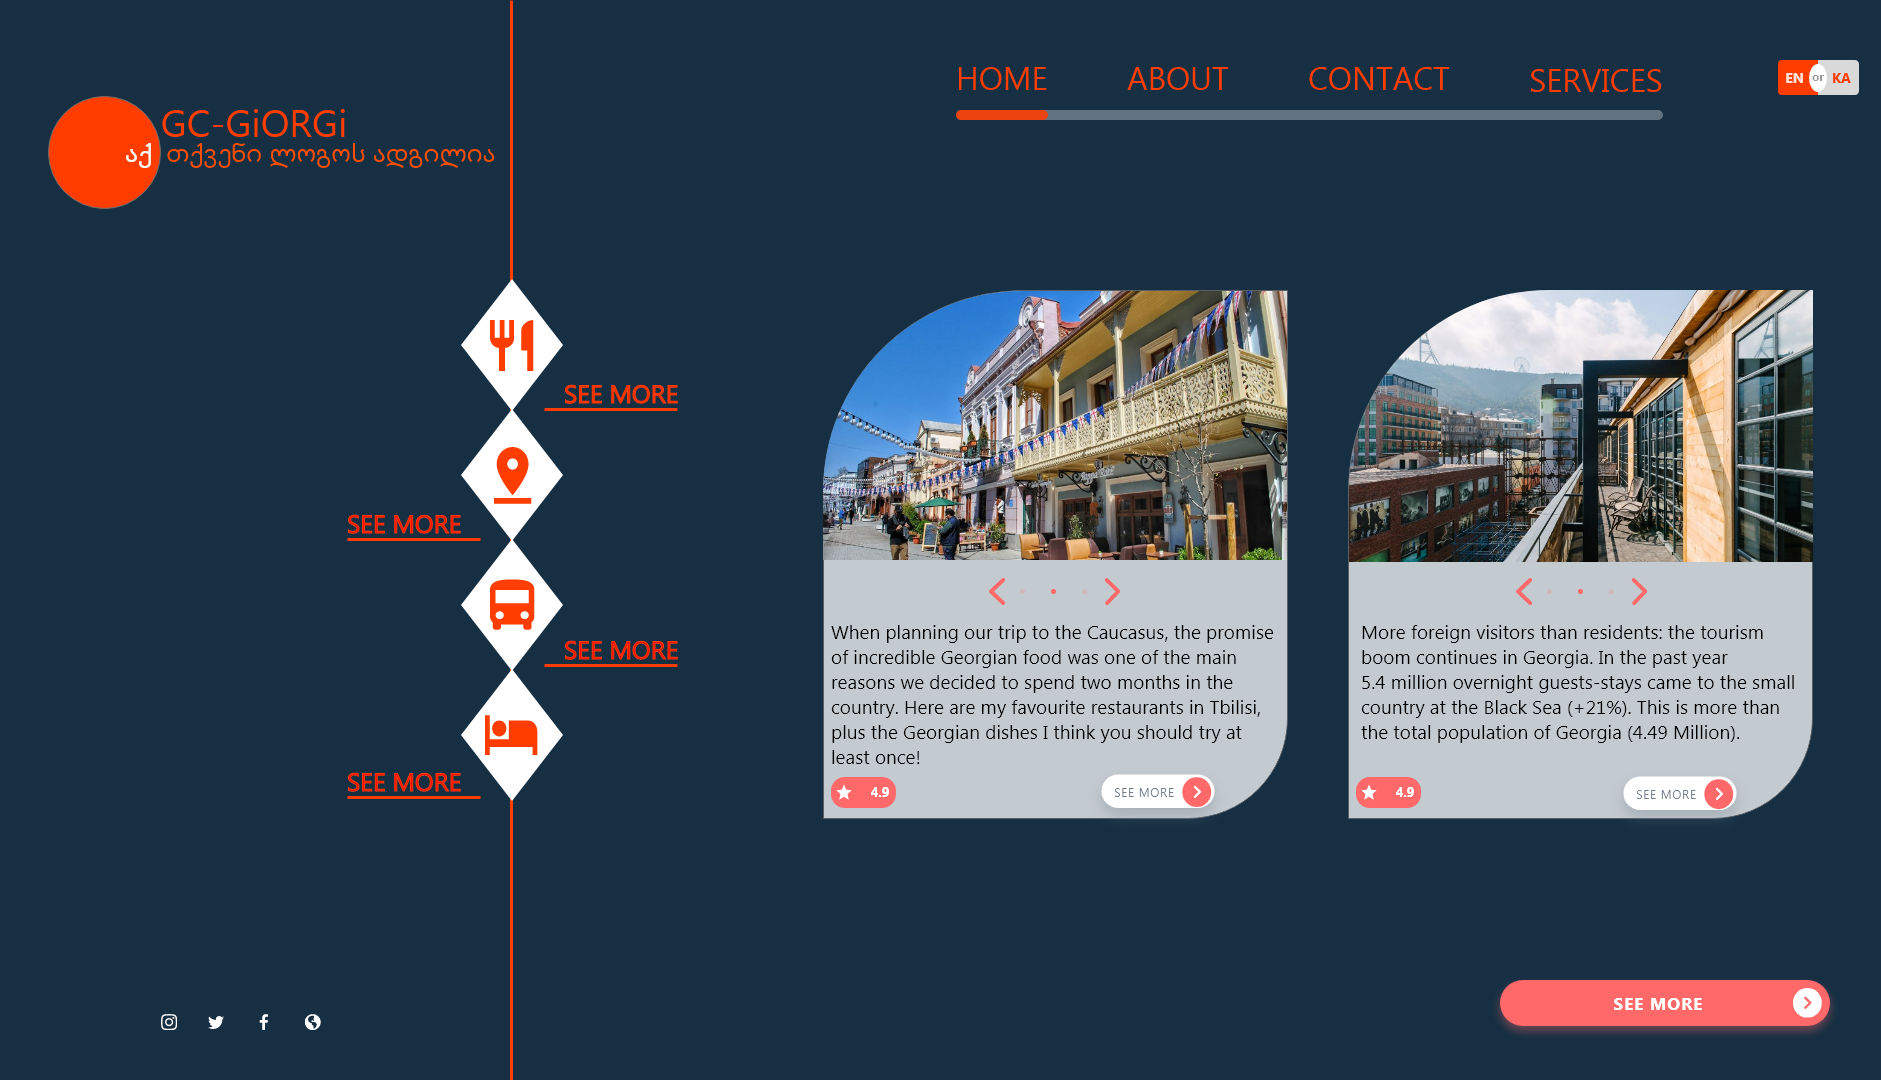 HOME
ABOUT
CONTACT
SERVICES
EN or KA
GC-GiORGi
აქ თქვენი ლოგოს ადგილია
SEE MORE
SEE MORE
SEE MORE
SEE MORE
When planning our trip to the Caucasus, the promise
of incredible Georgian food was one of the main
reasons we decided to spend two months in the
country. Here are my favourite restaurants in Tbilisi,
plus the Georgian dishes I think you should try at
least once!
4.9
SEE MORE
More foreign visitors than residents: the tourism
boom continues in Georgia. In the past year
5.4 million overnight guests-stays came to the small
country at the Black Sea (+21%). This is more than
the total population of Georgia (4.49 Million).
4.9
SEE MORE
SEE MORE